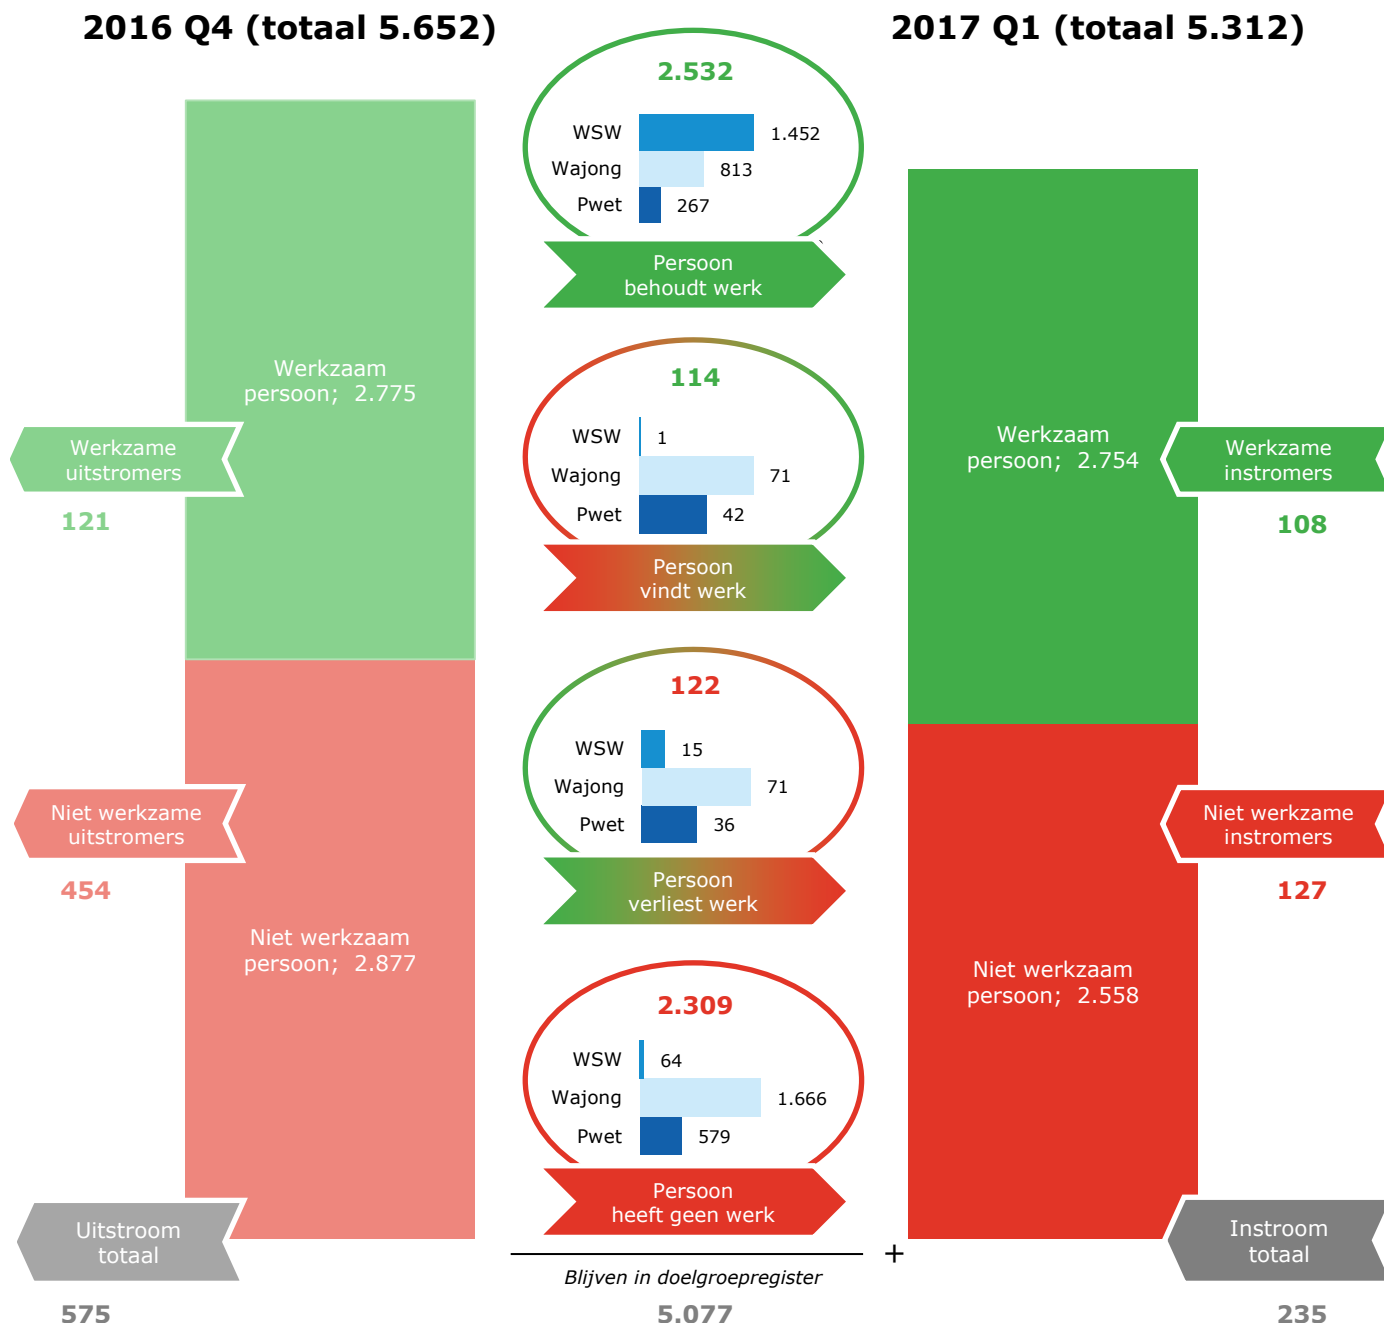 2016 Q4 (totaal 5.652)
2017 Q1 (totaal 5.312)
2.532
WSW 1.452
Wajong 813
Pwet 267
Persoon
behoudt werk
Werkzaam
persoon; 2.775
Werkzame
uitstromers
121
114
WSW 1
Wajong 71
Pwet 42
Persoon
vindt werk
Werkzaam
persoon; 2.754
Werkzame
instromers
108
122
WSW 15
Wajong 71
Pwet 36
Persoon
verliest werk
Niet werkzame
uitstromers
454
Niet werkzaam
persoon; 2.877
Niet werkzame
instromers
127
2.309
WSW 64
Wajong 1.666
Pwet 579
Persoon
heeft geen werk
Niet werkzaam
persoon; 2.558
Uitstroom
totaal
575
+
Blijven in doelgroepregister
5.077
Instroom
totaal
235